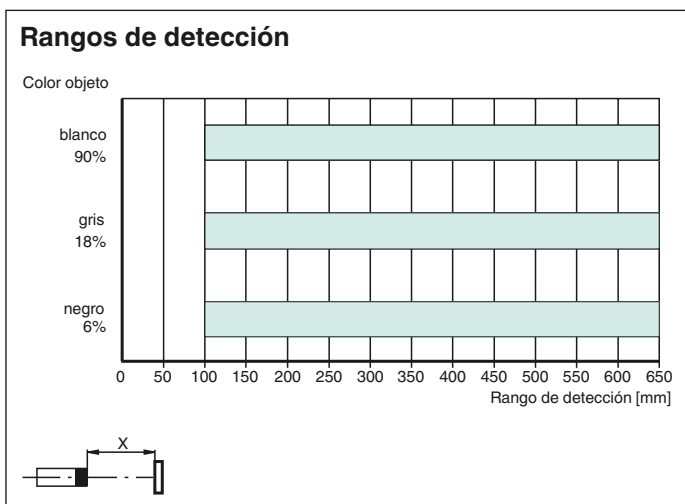 Rangos de detección
Color objeto
blanco
90%
gris
18%
negro
6%
0 50 100 150 200 250 300 350 400 450 500 550 600 650
Rango de detección [mm]
X